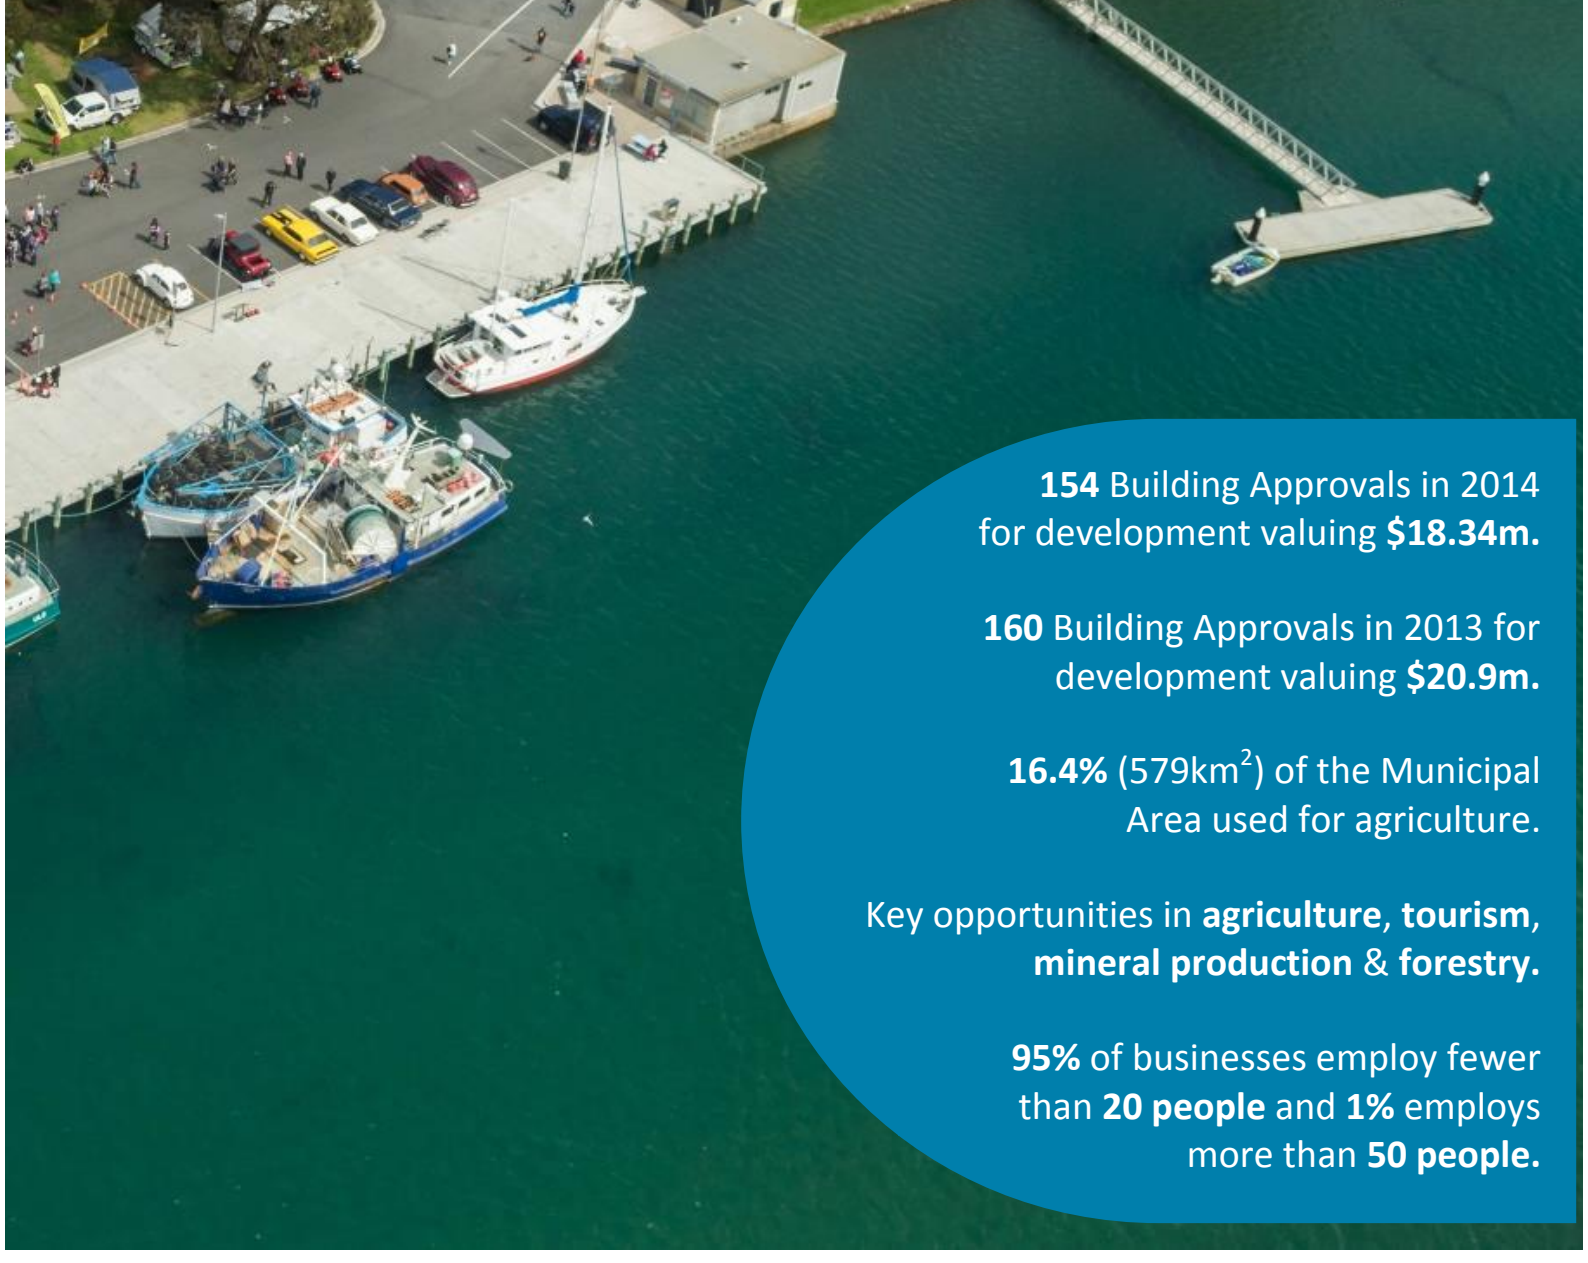 154 Building Approvals in 2014
for development valuing $18.34m.
160 Building Approvals in 2013 for
development valuing $20.9m.
16.4% (579km²) of the Municipal
Area used for agriculture.
Key opportunities in agriculture, tourism,
mineral production & forestry.
95% of businesses employ fewer
than 20 people and 1% employs
more than 50 people.